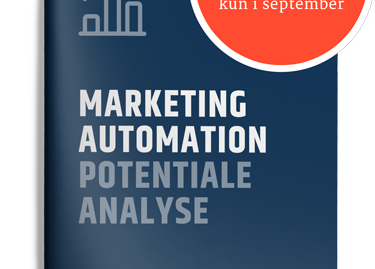 kun i september
MARKETING
AUTOMATION
POTENTIALE
ANALYSE